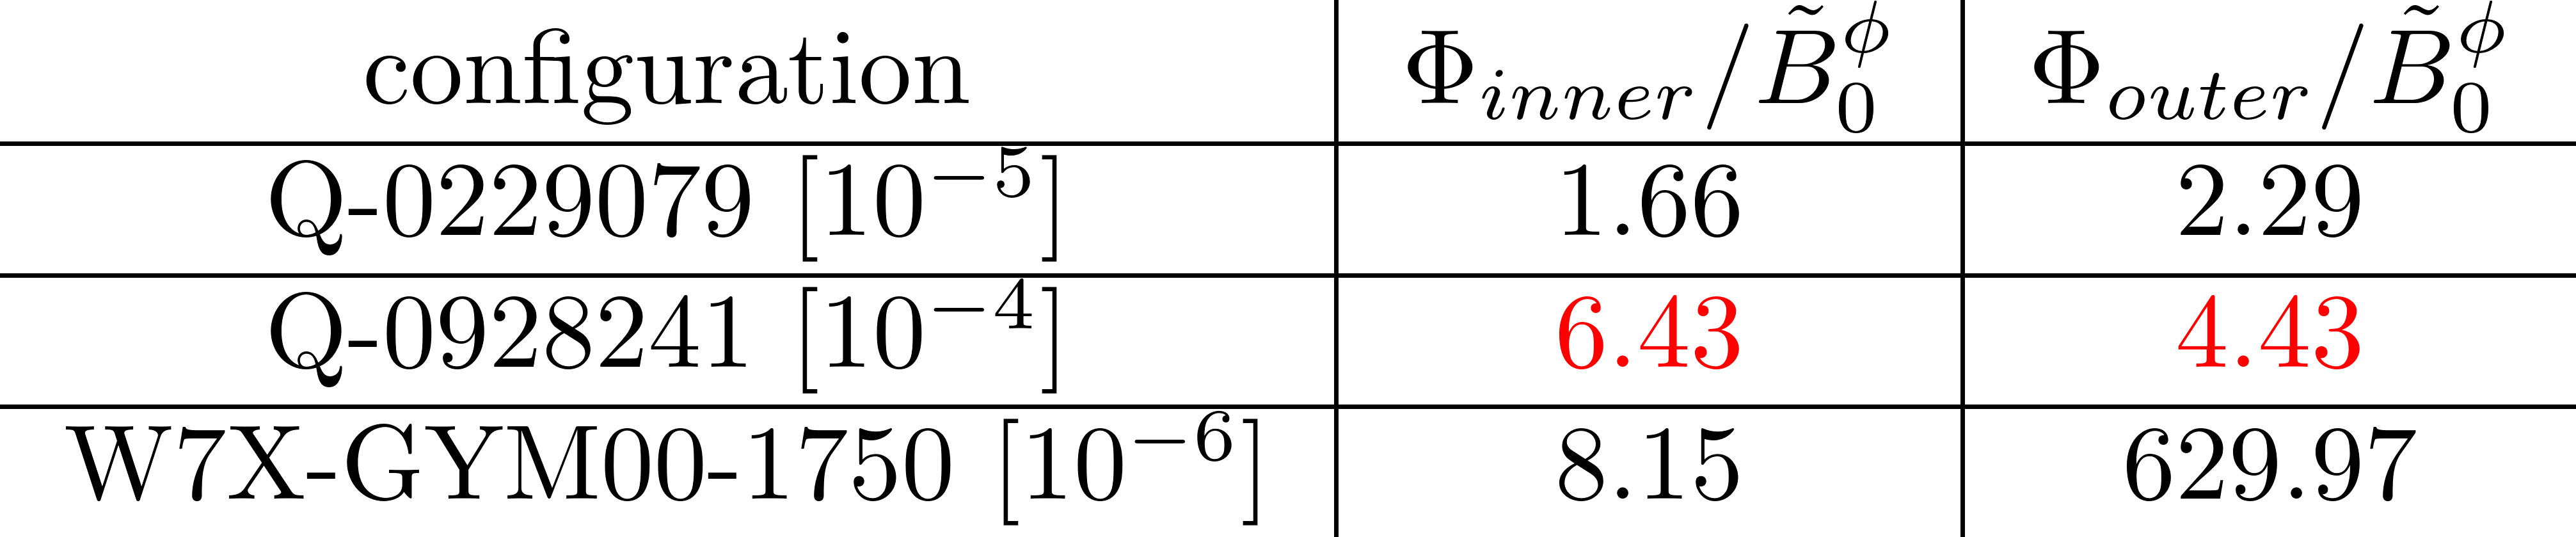 configuration Φ_{inner}/B̃_0^ϕ Φ_{outer}/B̃_0^ϕ
Q-0229079 [10^{−5}] 1.66 2.29
Q-0928241 [10^{−4}] 6.43 4.43
W7X-GYM00-1750 [10^{−6}] 8.15 629.97